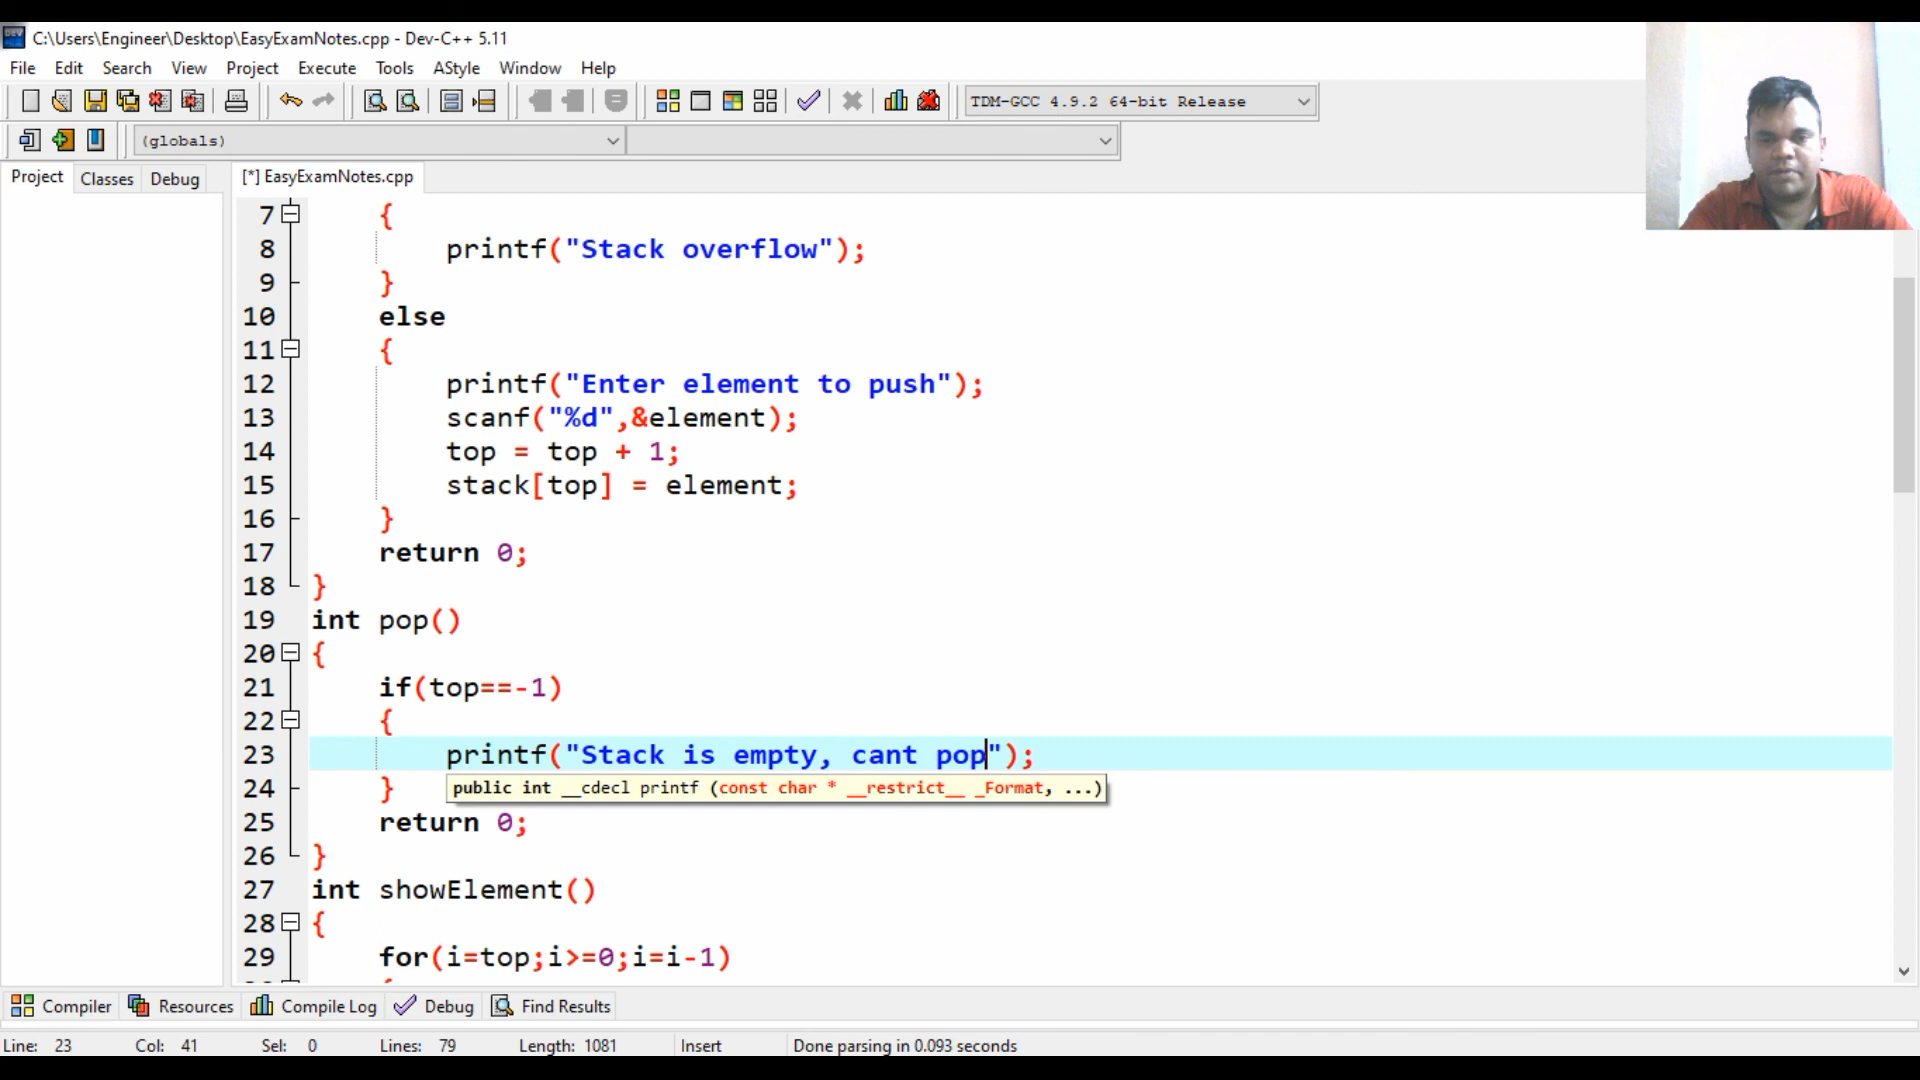 C:\Users\Engineer\Desktop\EasyExamNotes.cpp - Dev-C++ 5.11
File Edit Search View Project Execute Tools AStyle Window Help
TDM-GCC 4.9.2 64-bit Release
(globals)
Project Classes Debug [*] EasyExamNotes.cpp
7 {
8 printf("Stack overflow");
9 }
10 else
11 {
12 printf("Enter element to push");
13 scanf("%d",&element);
14 top = top + 1;
15 stack[top] = element;
16 }
17 return 0;
18 }
19 int pop()
20 {
21 if(top==-1)
22 {
23 printf("Stack is empty, cant pop");
24 } public int __cdecl printf (const char * __restrict__ _Format, ...)
25 return 0;
26 }
27 int showElement()
28 {
29 for(i=top;i>=0;i=i-1)
Compiler Resources Compile Log Debug Find Results
Line: 23 Col: 41 Sel: 0 Lines: 79 Length: 1081 Insert Done parsing in 0.093 seconds